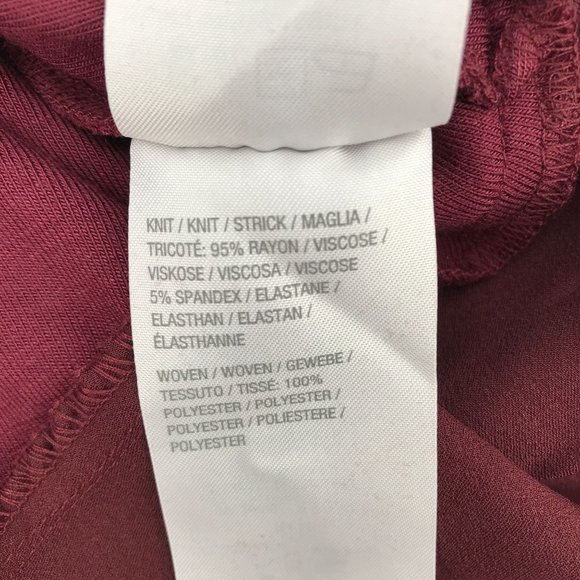 KNIT / KNIT / STRICK / MAGLIA /
TRICOTÉ: 95% RAYON / VISCOSE /
VISKOSE / VISCOSA / VISCOSE
5% SPANDEX / ELASTANE /
ELASTHAN / ELASTAN /
ÉLASTHANNE
WOVEN / WOVEN / GEWEBE /
TESSUTO / TISSÉ: 100%
POLYESTER / POLYESTER /
POLYESTER / POLIESTERE /
POLYESTER